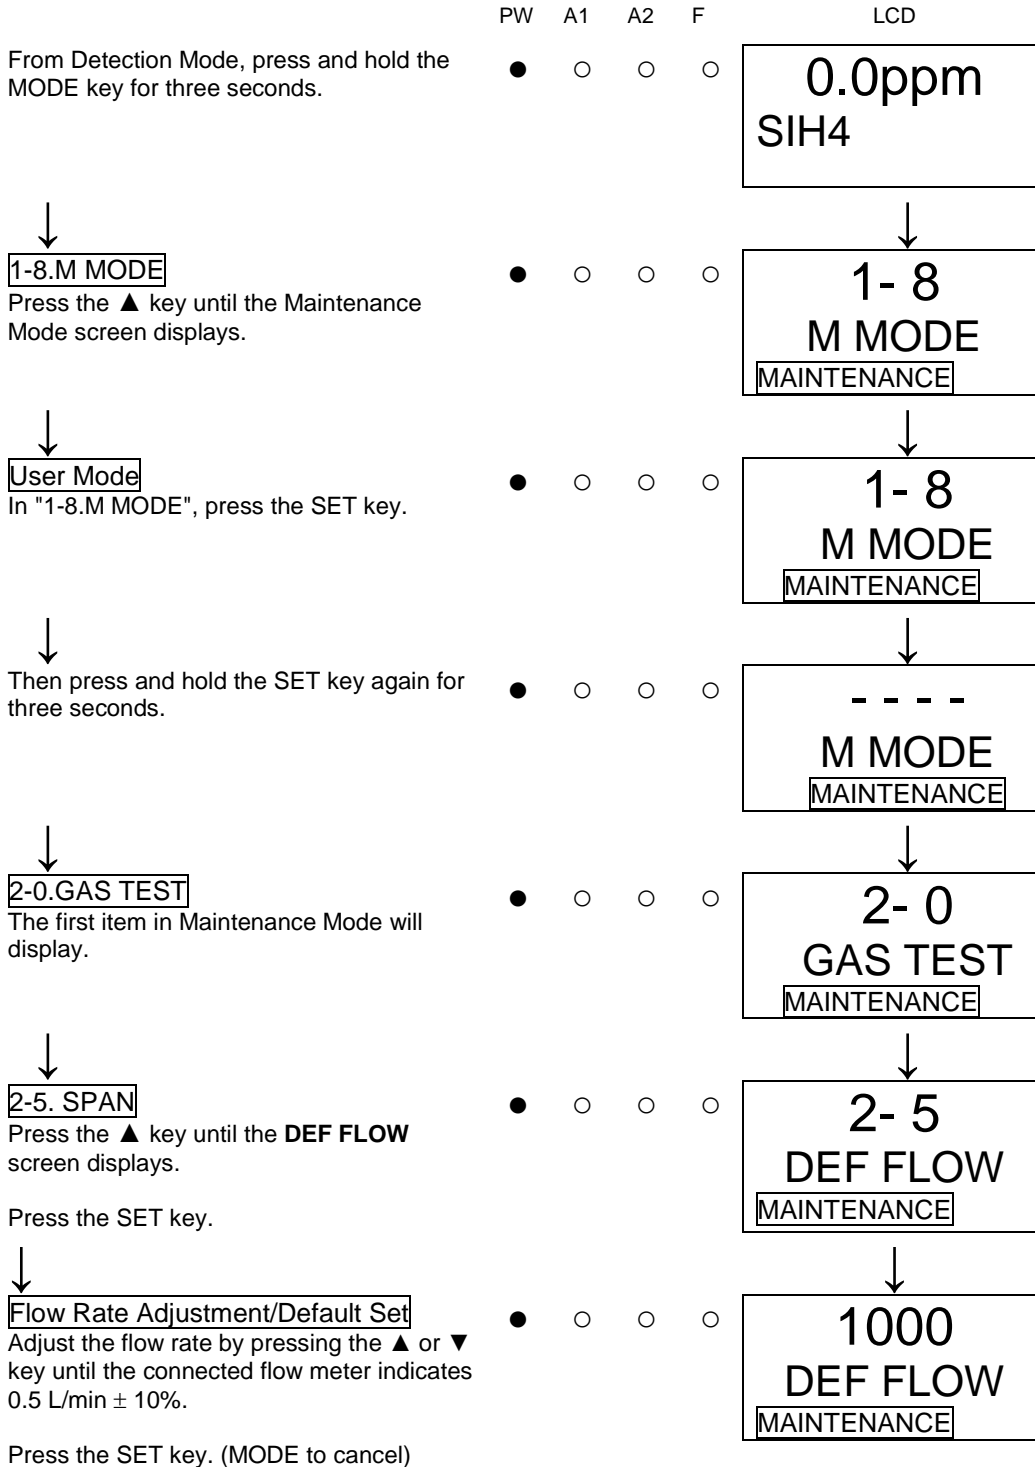 PW A1 A2 F LCD
From Detection Mode, press and hold the
MODE key for three seconds.
● ○ ○ ○
0.0ppm
SIH4
↓ ↓
1-8.M MODE
Press the ▲ key until the Maintenance
Mode screen displays.
● ○ ○ ○
1- 8
M MODE
MAINTENANCE
↓ ↓
User Mode
In "1-8.M MODE", press the SET key.
● ○ ○ ○
1- 8
M MODE
MAINTENANCE
↓ ↓
Then press and hold the SET key again for
three seconds.
● ○ ○ ○
- - - -
M MODE
MAINTENANCE
↓ ↓
2-0.GAS TEST
The first item in Maintenance Mode will
display.
● ○ ○ ○
2- 0
GAS TEST
MAINTENANCE
↓ ↓
2-5. SPAN
Press the ▲ key until the DEF FLOW
screen displays.
Press the SET key.
● ○ ○ ○
2- 5
DEF FLOW
MAINTENANCE
↓ ↓
Flow Rate Adjustment/Default Set
Adjust the flow rate by pressing the ▲ or ▼
key until the connected flow meter indicates
0.5 L/min ± 10%.
Press the SET key. (MODE to cancel)
● ○ ○ ○
1000
DEF FLOW
MAINTENANCE